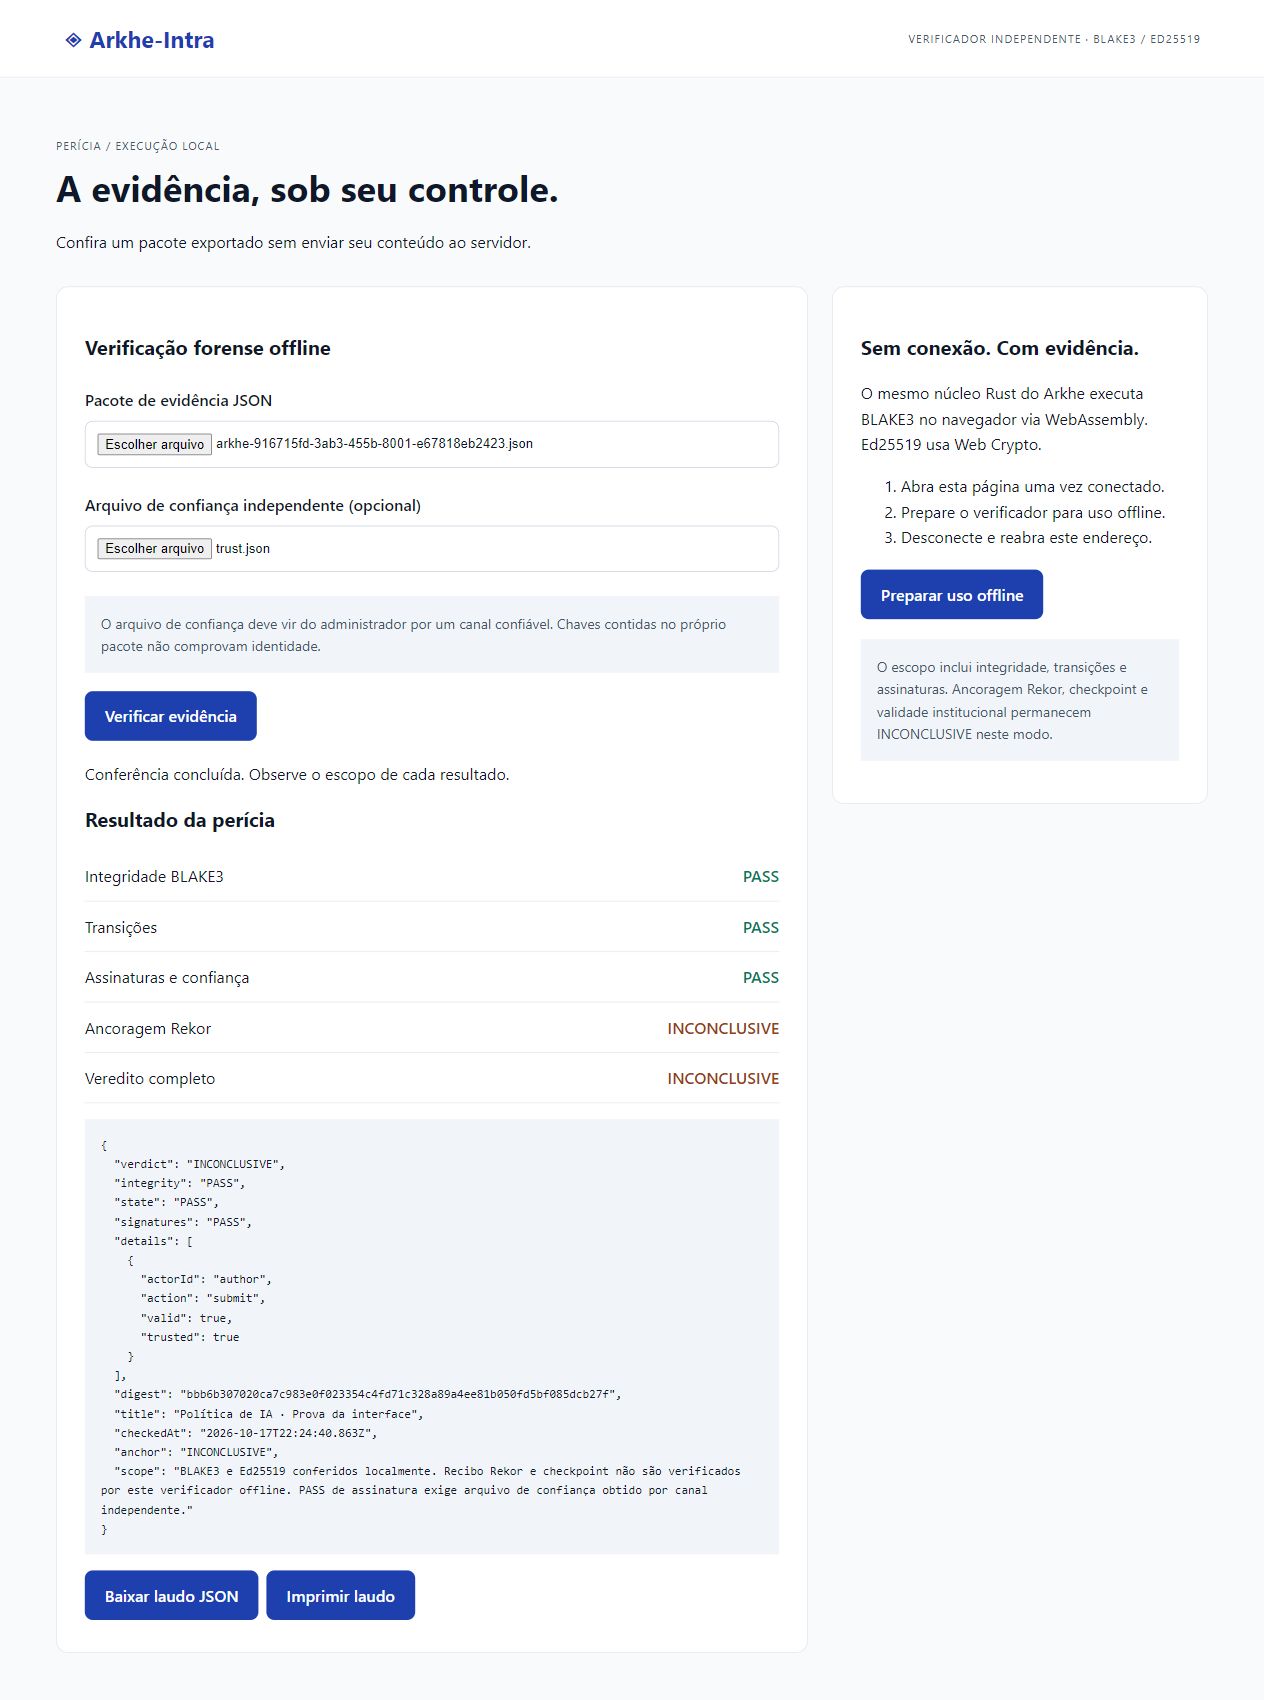 Arkhe-Intra
VERIFICADOR INDEPENDENTE · BLAKE3 / ED25519
PERÍCIA / EXECUÇÃO LOCAL
A evidência, sob seu controle.
Confira um pacote exportado sem enviar seu conteúdo ao servidor.
Verificação forense offline
Pacote de evidência JSON
Escolher arquivo arkhe-916715fd-3ab3-455b-8001-e67818eb2423.json
Arquivo de confiança independente (opcional)
Escolher arquivo trust.json
O arquivo de confiança deve vir do administrador por um canal confiável. Chaves contidas no próprio
pacote não comprovam identidade.
Verificar evidência
Conferência concluída. Observe o escopo de cada resultado.
Resultado da perícia
Integridade BLAKE3 PASS
Transições PASS
Assinaturas e confiança PASS
Ancoragem Rekor INCONCLUSIVE
Veredito completo INCONCLUSIVE
{
  "verdict": "INCONCLUSIVE",
  "integrity": "PASS",
  "state": "PASS",
  "signatures": "PASS",
  "details": [
    {
      "actorId": "author",
      "action": "submit",
      "valid": true,
      "trusted": true
    }
  ],
  "digest": "bbb6b307020ca7c983e0f023354c4fd71c328a89a4ee81b050fd5bf085dcb27f",
  "title": "Política de IA · Prova da interface",
  "checkedAt": "2026-10-17T22:24:40.863Z",
  "anchor": "INCONCLUSIVE",
  "scope": "BLAKE3 e Ed25519 conferidos localmente. Recibo Rekor e checkpoint não são verificados
por este verificador offline. PASS de assinatura exige arquivo de confiança obtido por canal
independente."
}
Baixar laudo JSON
Imprimir laudo
Sem conexão. Com evidência.
O mesmo núcleo Rust do Arkhe executa
BLAKE3 no navegador via WebAssembly.
Ed25519 usa Web Crypto.
1. Abra esta página uma vez conectado.
2. Prepare o verificador para uso offline.
3. Desconecte e reabra este endereço.
Preparar uso offline
O escopo inclui integridade, transições e
assinaturas. Ancoragem Rekor, checkpoint e
validade institucional permanecem
INCONCLUSIVE neste modo.